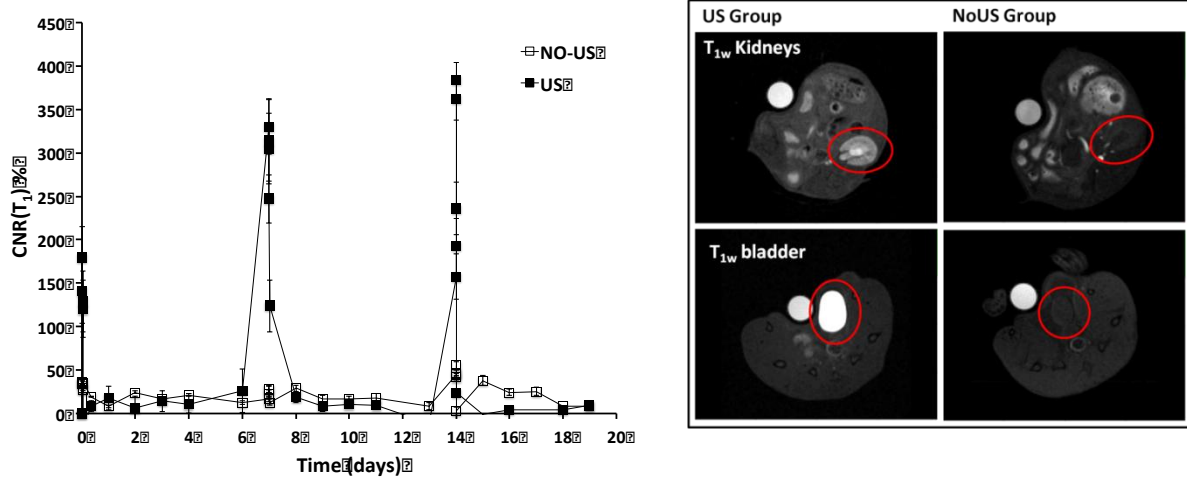 450⍰
400⍰
350⍰
300⍰
250⍰
200⍰
150⍰
100⍰
50⍰
0⍰
CNR(T1)⍰%⍰
0⍰ 2⍰ 4⍰ 6⍰ 8⍰ 10⍰ 12⍰ 14⍰ 16⍰ 18⍰ 20⍰
Time⍰(days)⍰
NO-US⍰
US⍰
US Group NoUS Group
T1w Kidneys
T1w bladder